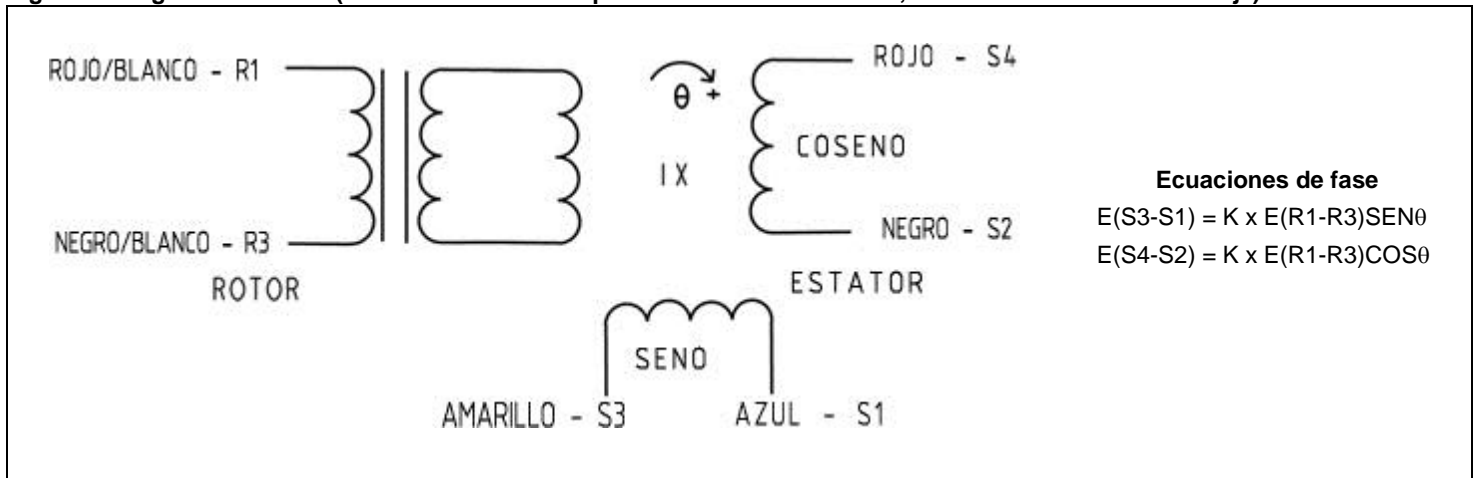 ROJO/BLANCO - R1
NEGRO/BLANCO - R3
ROTOR
θ +
1X
ROJO - S4
COSENO
NEGRO - S2
ESTATOR
SENO
AMARILLO - S3
AZUL - S1
Ecuaciones de fase
E(S3-S1) = K x E(R1-R3)SENθ
E(S4-S2) = K x E(R1-R3)COSθ